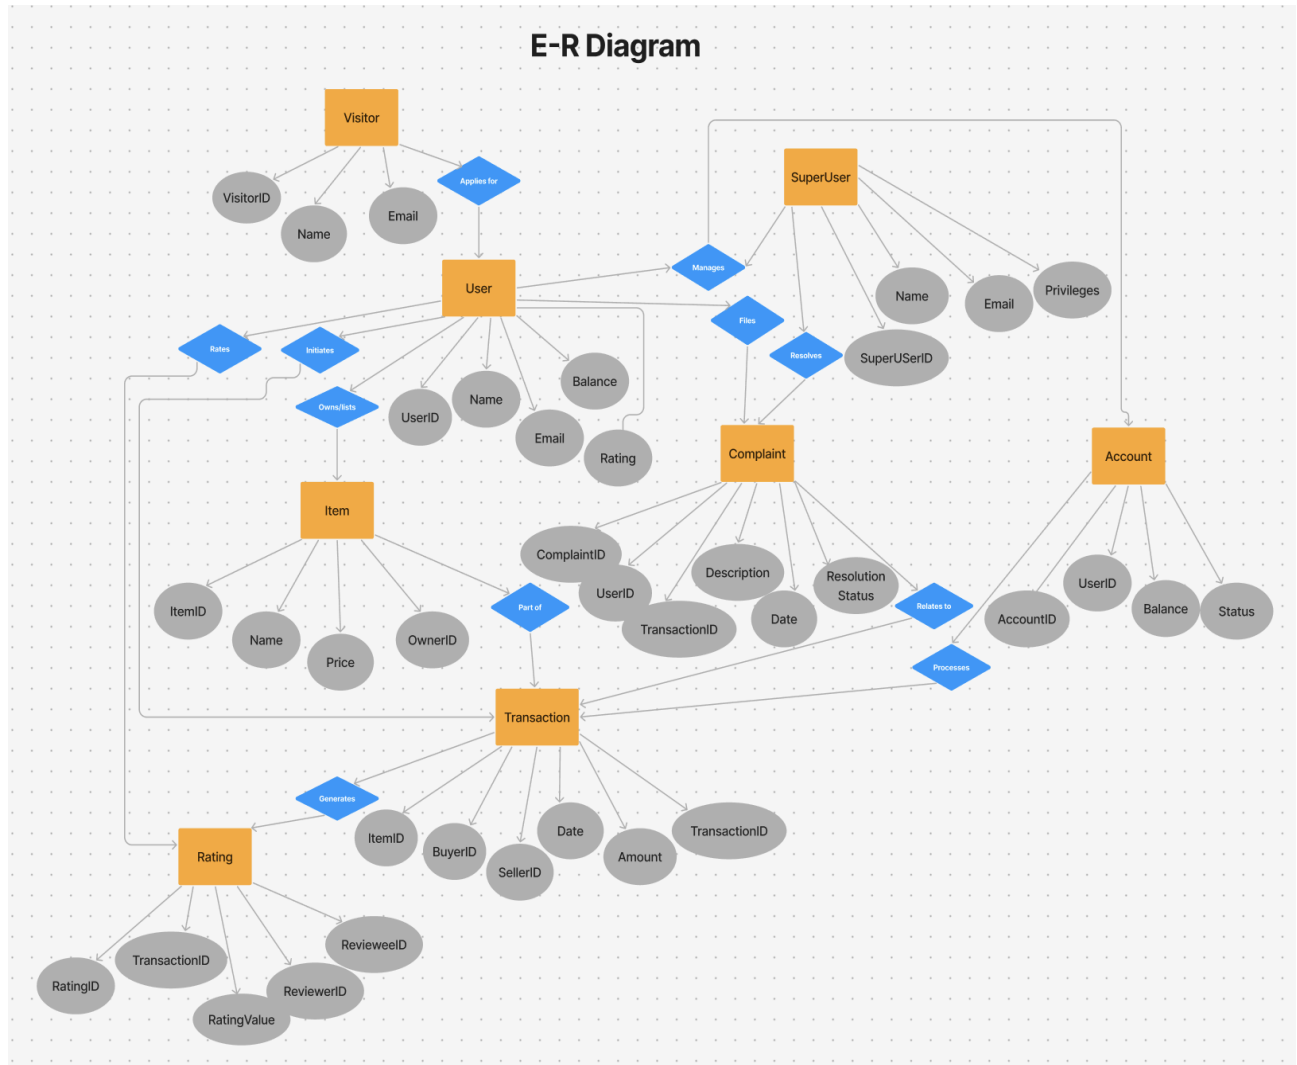 E-R Diagram
Visitor
SuperUser
Applies for
VisitorID
Name
Email
User
Manages
Name
Email
Privileges
Files
Rates
Initiates
Resolves
SuperUSerID
Owns/lists
UserID
Name
Email
Balance
Rating
Complaint
Account
Item
ComplaintID
UserID
TransactionID
Description
Date
Resolution
Status
Relates to
AccountID
UserID
Balance
Status
ItemID
Name
Price
OwnerID
Part of
Processes
Transaction
Generates
ItemID
BuyerID
SellerID
Date
Amount
TransactionID
Rating
RatingID
TransactionID
RatingValue
ReviewerID
RevieweeID